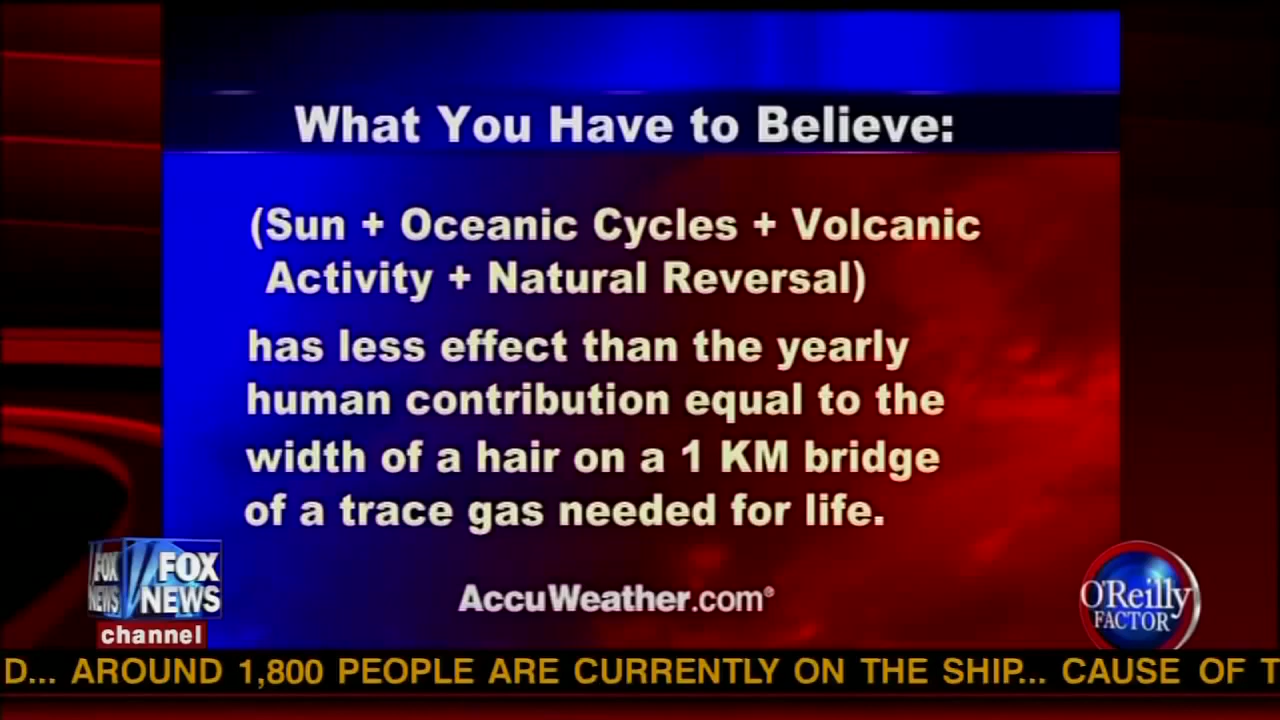 What You Have to Believe:
(Sun + Oceanic Cycles + Volcanic
Activity + Natural Reversal)
has less effect than the yearly
human contribution equal to the
width of a hair on a 1 KM bridge
of a trace gas needed for life.
AccuWeather.com®
FOX NEWS
FOX
NEWS
channel
O'Reilly
FACTOR
D... AROUND 1,800 PEOPLE ARE CURRENTLY ON THE SHIP... CAUSE OF T